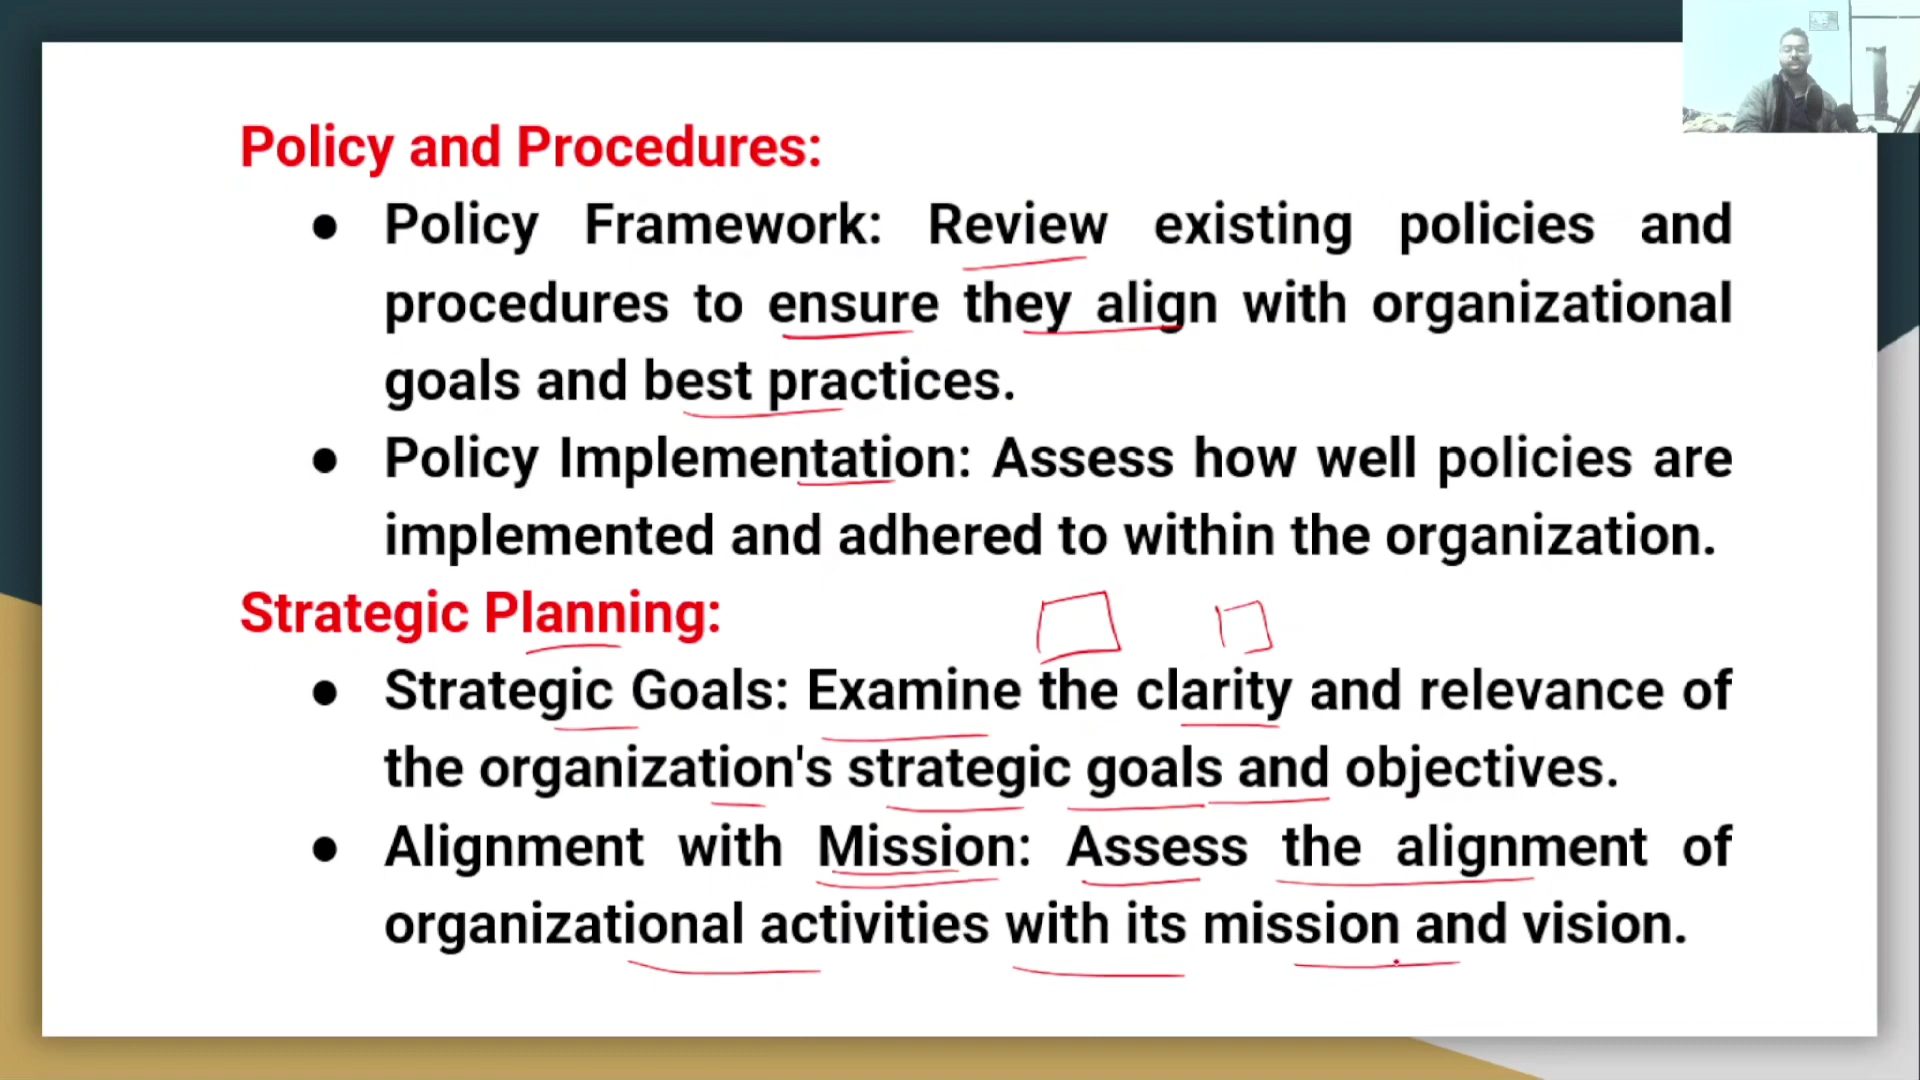 Policy and Procedures:
● Policy Framework: Review existing policies and
procedures to ensure they align with organizational
goals and best practices.
● Policy Implementation: Assess how well policies are
implemented and adhered to within the organization.
Strategic Planning:
● Strategic Goals: Examine the clarity and relevance of
the organization's strategic goals and objectives.
● Alignment with Mission: Assess the alignment of
organizational activities with its mission and vision.